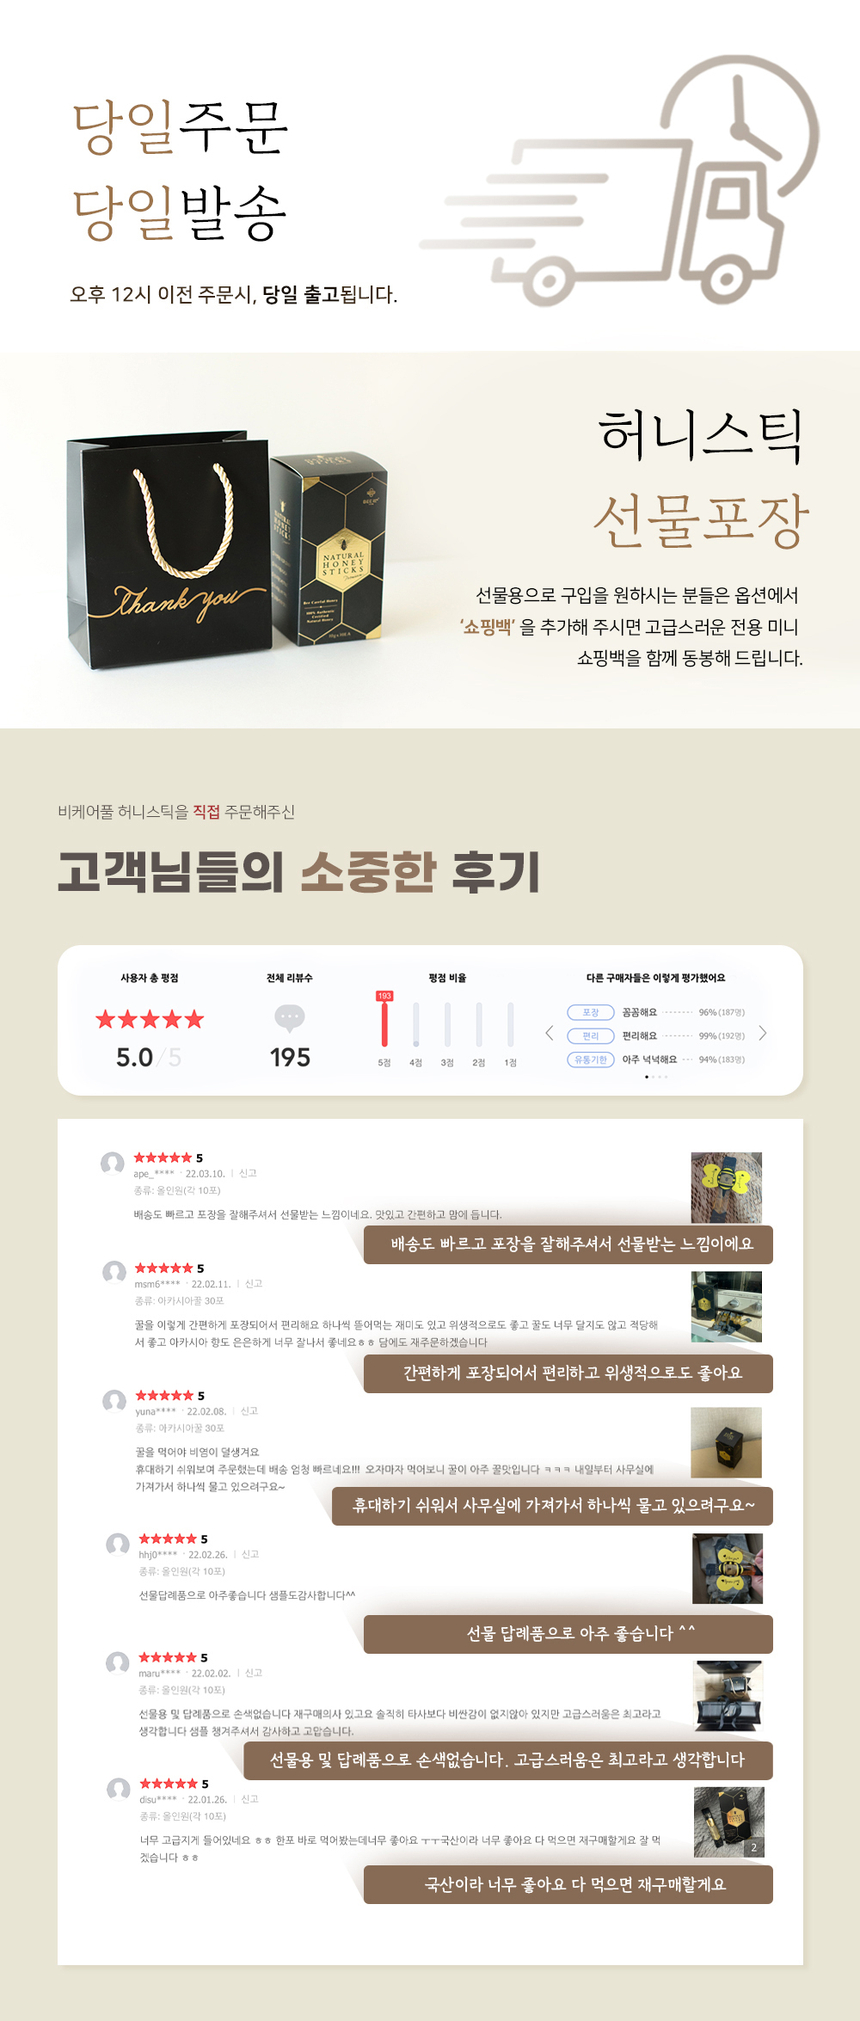 당일주문
당일발송
오후 12시 이전 주문시, 당일 출고됩니다.
허니스틱
선물포장
선물용으로 구입을 원하시는 분들은 옵션에서
‘쇼핑백’ 을 추가해 주시면 고급스러운 전용 미니
쇼핑백을 함께 동봉해 드립니다.
Thank you
NATURAL
HONEY
STICKS
비케어풀 허니스틱을 직접 주문해주신
고객님들의 소중한 후기
사용자 총 평점
5.0/5
전체 리뷰수
195
평점 비율
193
5점 4점 3점 2점 1점
다른 구매자들은 이렇게 평가했어요
포장 꼼꼼해요 96%(187명)
편리 편리해요 99%(192명)
유통기한 아주 넉넉해요 94%(183명)
★★★★★ 5
ape_**** · 22.03.10. | 신고
종류: 올인원(각 10포)
배송도 빠르고 포장을 잘해주셔서 선물받는 느낌이네요. 맛있고 간편하고 맘에 듭니다.
배송도 빠르고 포장을 잘해주셔서 선물받는 느낌이에요
★★★★★ 5
msm6**** · 22.02.11. | 신고
종류: 아카시아꿀 30포
꿀을 이렇게 간편하게 포장되어서 편리해요 하나씩 뜯어먹는 재미도 있고 위생적으로도 좋고 꿀도 너무 달지도 않고 적당해
서 좋고 아카시아 향도 은은하게 너무 잘나서 좋네요ㅎㅎ 담에도 재주문하겠습니다
간편하게 포장되어서 편리하고 위생적으로도 좋아요
★★★★★ 5
yuna**** · 22.02.08. | 신고
종류: 아카시아꿀 30포
꿀을 먹어야 비염이 덜생겨요
휴대하기 쉬워보여 주문했는데 배송 엄청 빠르네요!!! 오자마자 먹어보니 꿀이 아주 꿀맛입니다 ㅋㅋㅋ 내일부터 사무실에
가져가서 하나씩 물고 있으려구요~
휴대하기 쉬워서 사무실에 가져가서 하나씩 물고 있으려구요~
★★★★★ 5
hhj0**** · 22.02.26. | 신고
종류: 올인원(각 10포)
선물답례품으로 아주좋습니다 샘플도감사합니다^^
선물 답례품으로 아주 좋습니다 ^^
★★★★★ 5
maru**** · 22.02.02. | 신고
종류: 올인원(각 10포)
선물용 및 답례품으로 손색없습니다 재구매의사 있고요 솔직히 타사보다 비싼감이 없지않아 있지만 고급스러움은 최고라고
생각합니다 샘플 챙겨주셔서 감사하고 고맙습니다.
선물용 및 답례품으로 손색없습니다. 고급스러움은 최고라고 생각합니다
★★★★★ 5
disu**** · 22.01.26. | 신고
종류: 올인원(각 10포)
너무 고급지게 들어있네요 ㅎㅎ 한포 바로 먹어봤는데너무 좋아요 ㅜㅜ국산이라 너무 좋아요 다 먹으면 재구매할게요 잘 먹
겠습니다 ㅎㅎ
2
국산이라 너무 좋아요 다 먹으면 재구매할게요